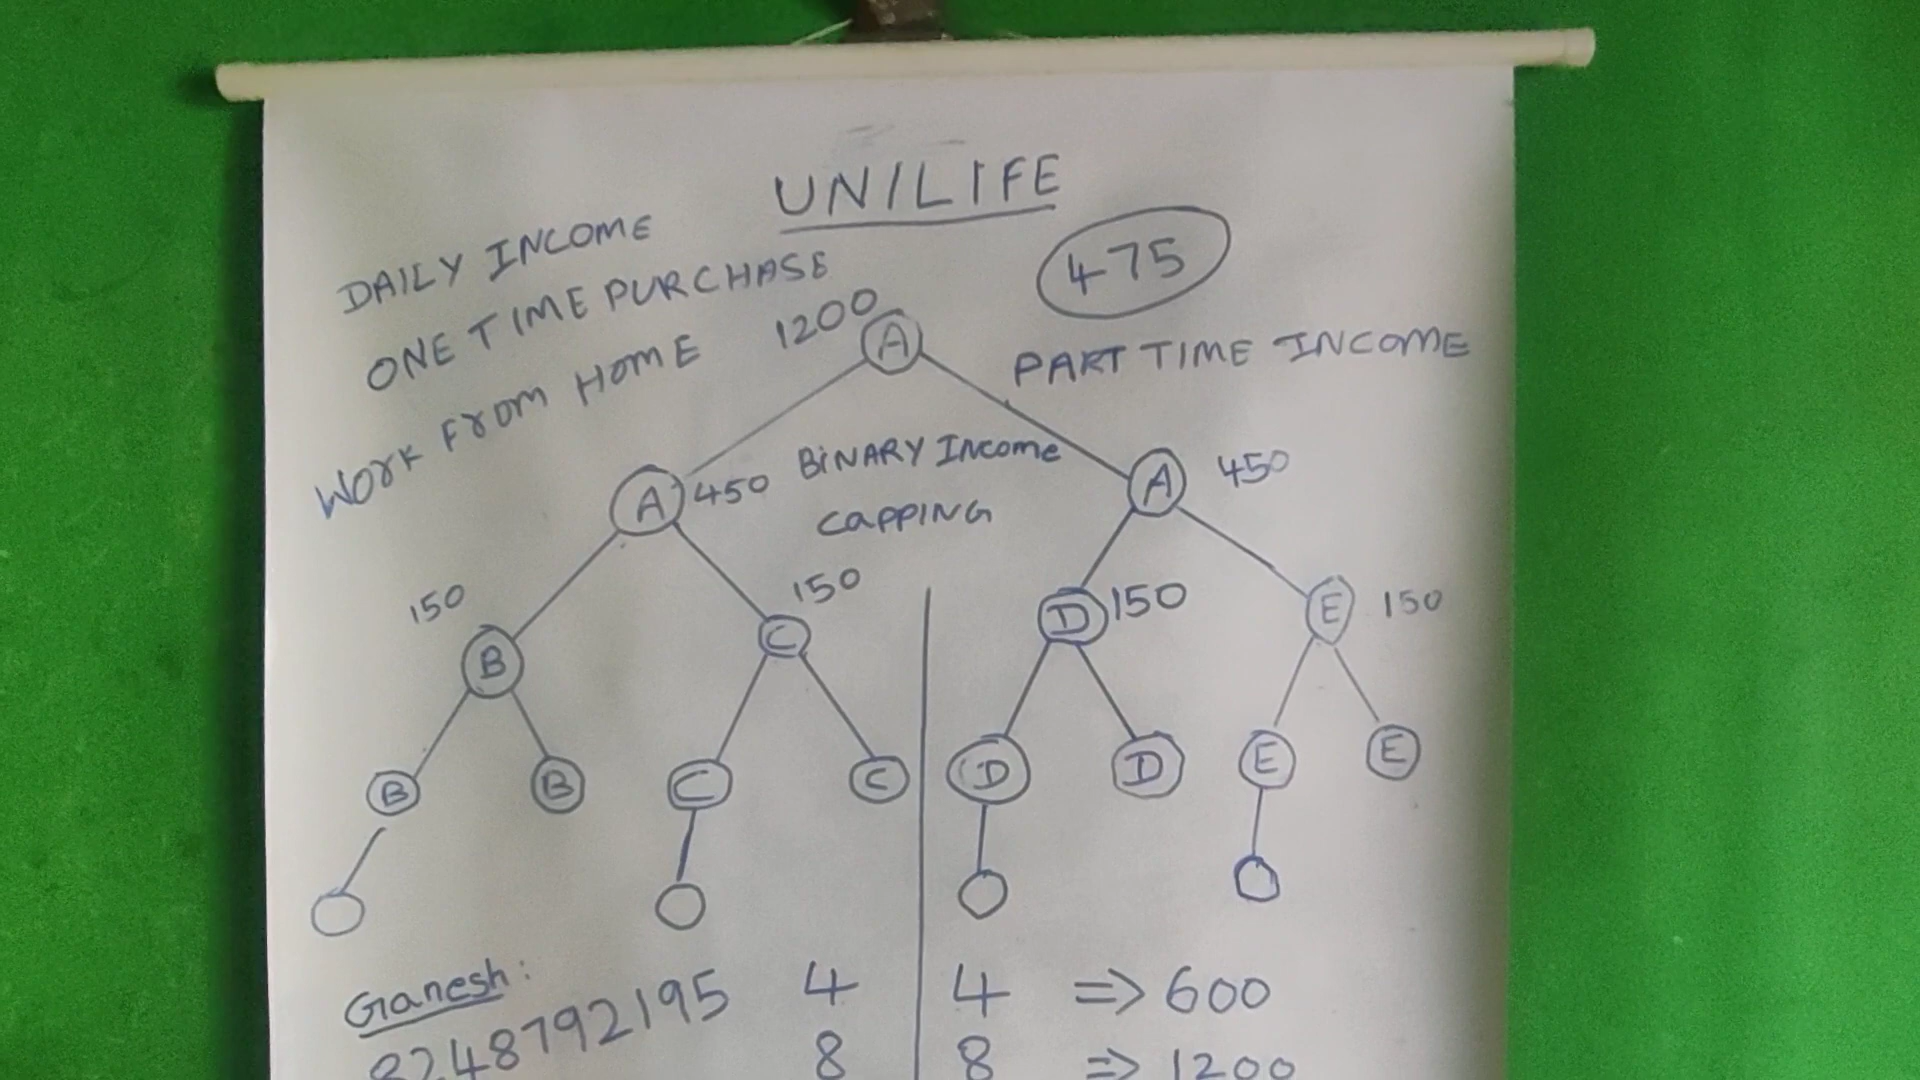 UNILIFE
DAILY INCOME
475
ONE TIME PURCHASE
1200
A
WORK FROM HOME
PART TIME INCOME
BINARY INCOME
A 450
A 450
CAPPING
150
150
D 150
E 150
B
C
B
B
C
C
D
D
E
E
Ganesh:
8248792195
4 4 => 600
8 8 => 1200